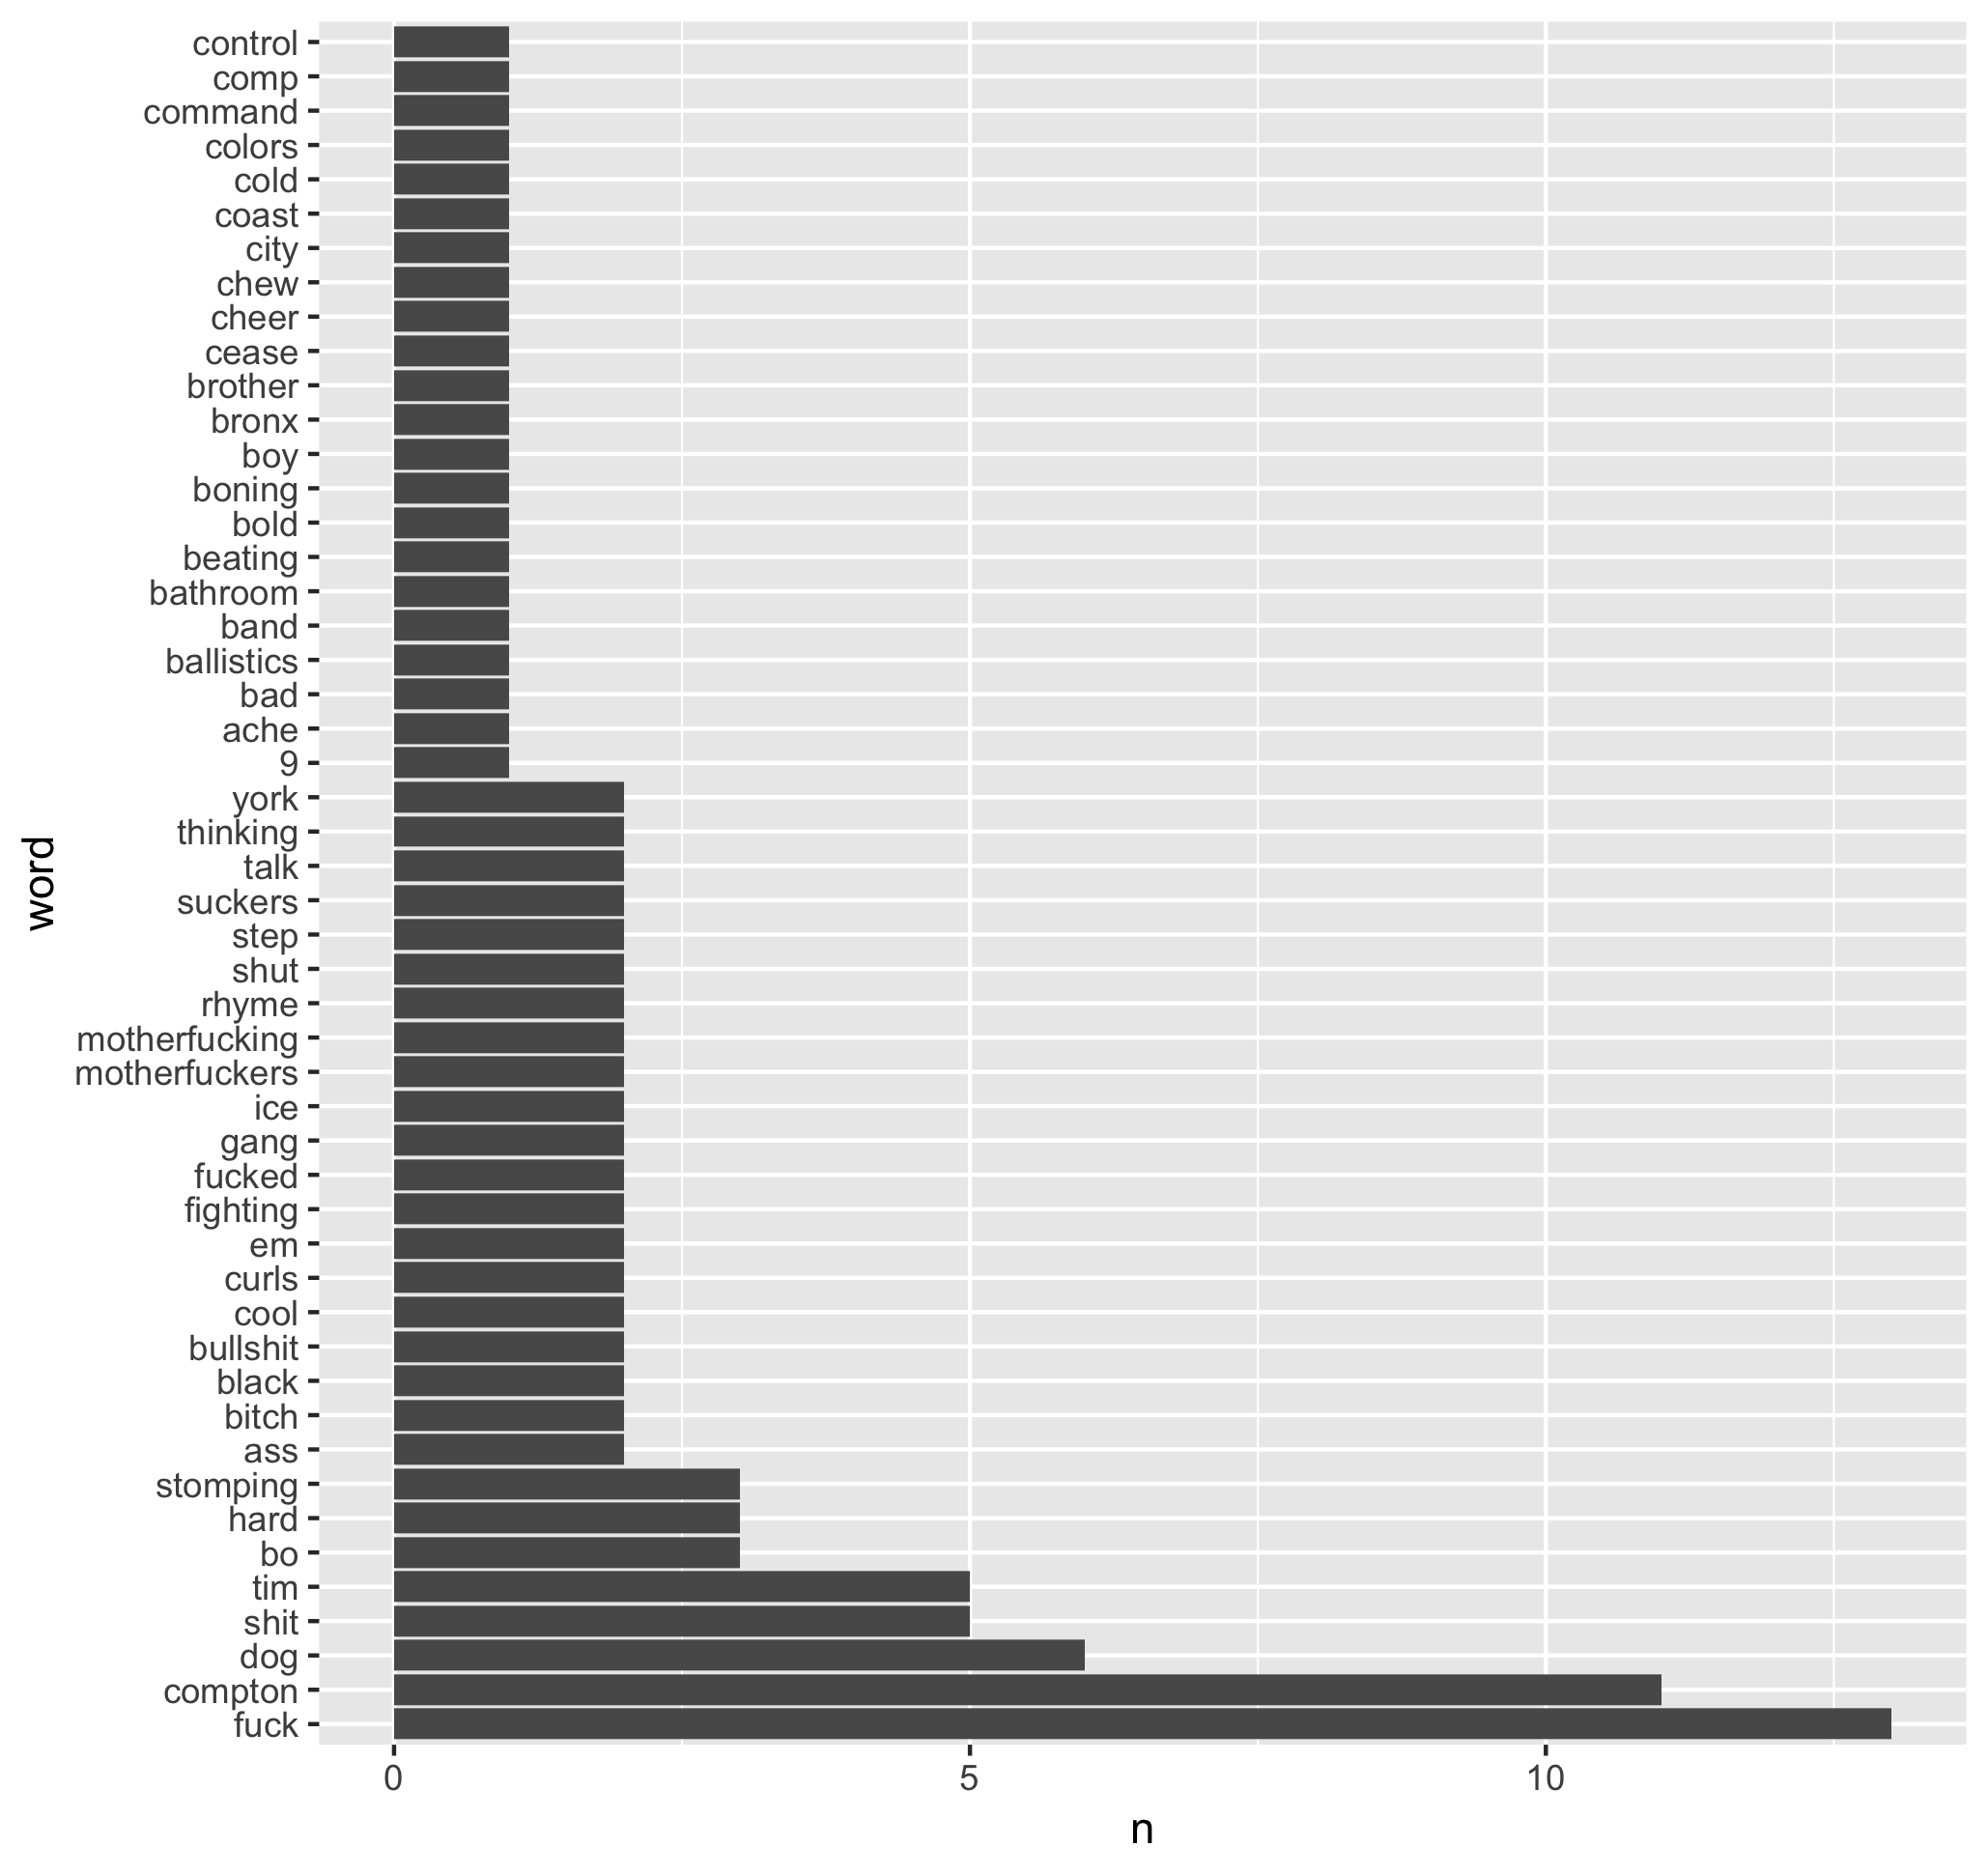 control
comp
command
colors
cold
coast
city
chew
cheer
cease
brother
bronx
boy
boning
bold
beating
bathroom
band
ballistics
bad
ache
9
york
thinking
talk
suckers
step
shut
rhyme
motherfucking
motherfuckers
ice
gang
fucked
fighting
em
curls
cool
bullshit
black
bitch
ass
stomping
hard
bo
tim
shit
dog
compton
fuck
word
0 5 10
n